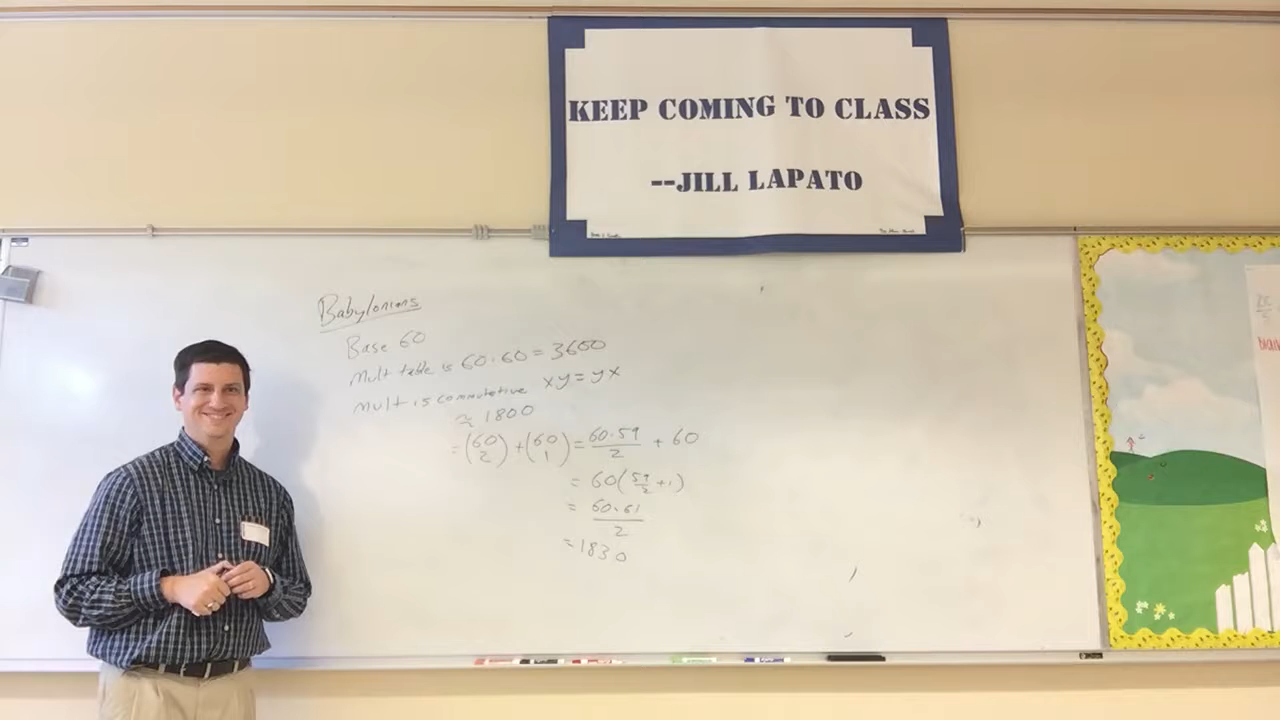 KEEP COMING TO CLASS
--JILL LAPATO
Babylonians
Base 60
Mult table is 60·60=3600
Mult is commutative xy=yx
≈ 1800
=(60 2)+(60 1)=60·59/2 + 60
= 60(59/2 +1)
= 60·61/2
=1830